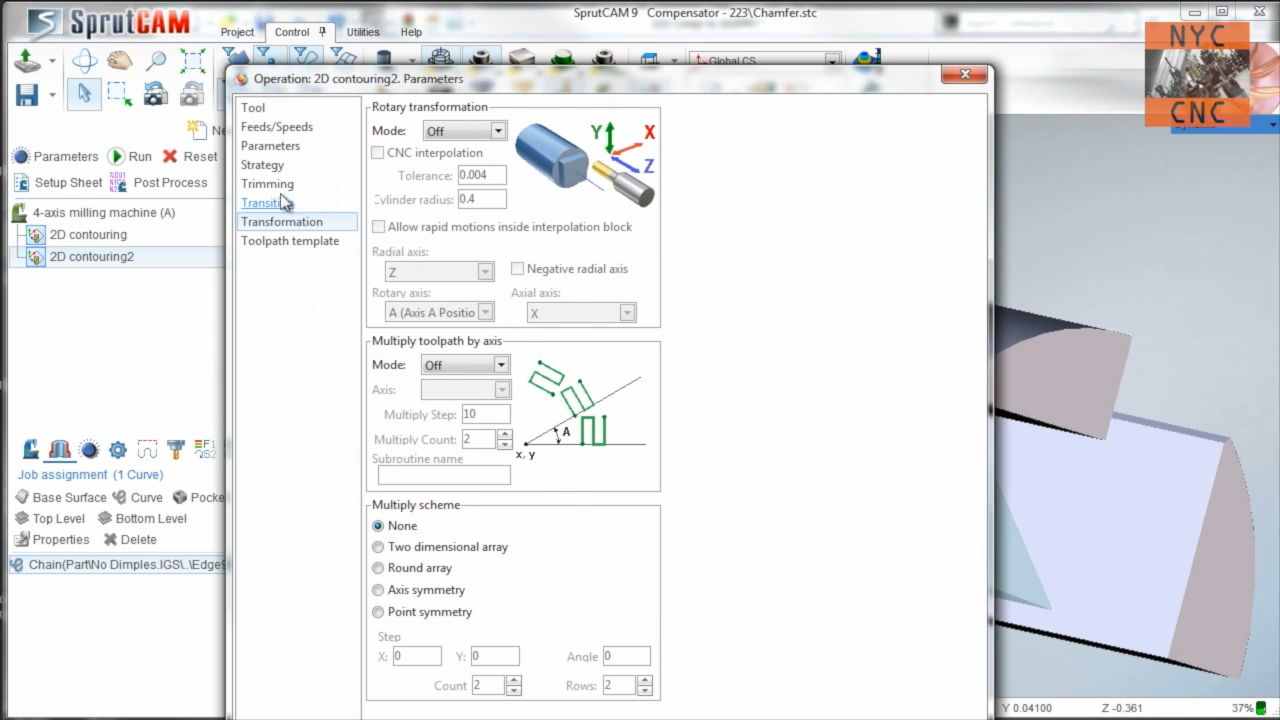 SprutCAM
SprutCAM 9 Compensator - 223\Chamfer.stc
Project Control Utilities Help
NYC
CNC
Global CS
Operation: 2D contouring2. Parameters
Parameters Run Reset
Setup Sheet Post Process
4-axis milling machine (A)
2D contouring
2D contouring2
Job assignment (1 Curve)
Base Surface Curve
Top Level Bottom Level
Properties Delete
Chain(Part\No Dimples.IGS\..\Edge
Tool
Feeds/Speeds
Parameters
Strategy
Trimming
Transformation
Toolpath template
Rotary transformation
Mode: Off
CNC interpolation
Tolerance: 0.004
Cylinder radius: 0.4
Y X
Z
Allow rapid motions inside interpolation block
Radial axis:
Z Negative radial axis
Rotary axis: Axial axis:
A (Axis A Positio X
Multiply toolpath by axis
Mode: Off
Axis:
Multiply Step: 10
Multiply Count: 2
A
x, y
Subroutine name
Multiply scheme
None
Two dimensional array
Round array
Axis symmetry
Point symmetry
Step
X: 0 Y: 0 Angle 0
Count 2 Rows: 2
Y 0.04100 Z -0.361 37%